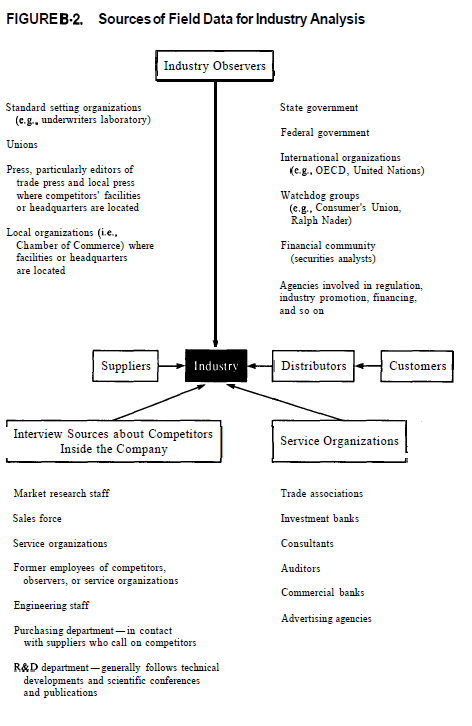 FIGURE B-2. Sources of Field Data for Industry Analysis
Industry Observers
Standard setting organizations
(e.g., underwriters laboratory)
Unions
Press, particularly editors of
trade press and local press
where competitors' facilities
or headquarters are located
Local organizations (i.e.,
Chamber of Commerce) where
facilities or headquarters
are located
State government
Federal government
International organizations
(e.g., OECD, United Nations)
Watchdog groups
(e.g., Consumer's Union,
Ralph Nader)
Financial community
(securities analysts)
Agencies involved in regulation,
industry promotion, financing,
and so on
Suppliers
Industry
Distributors
Customers
Interview Sources about Competitors
Inside the Company
Service Organizations
Market research staff
Sales force
Service organizations
Former employees of competitors,
observers, or service organizations
Engineering staff
Purchasing department—in contact
with suppliers who call on competitors
R&D department—generally follows technical
developments and scientific conferences
and publications
Trade associations
Investment banks
Consultants
Auditors
Commercial banks
Advertising agencies